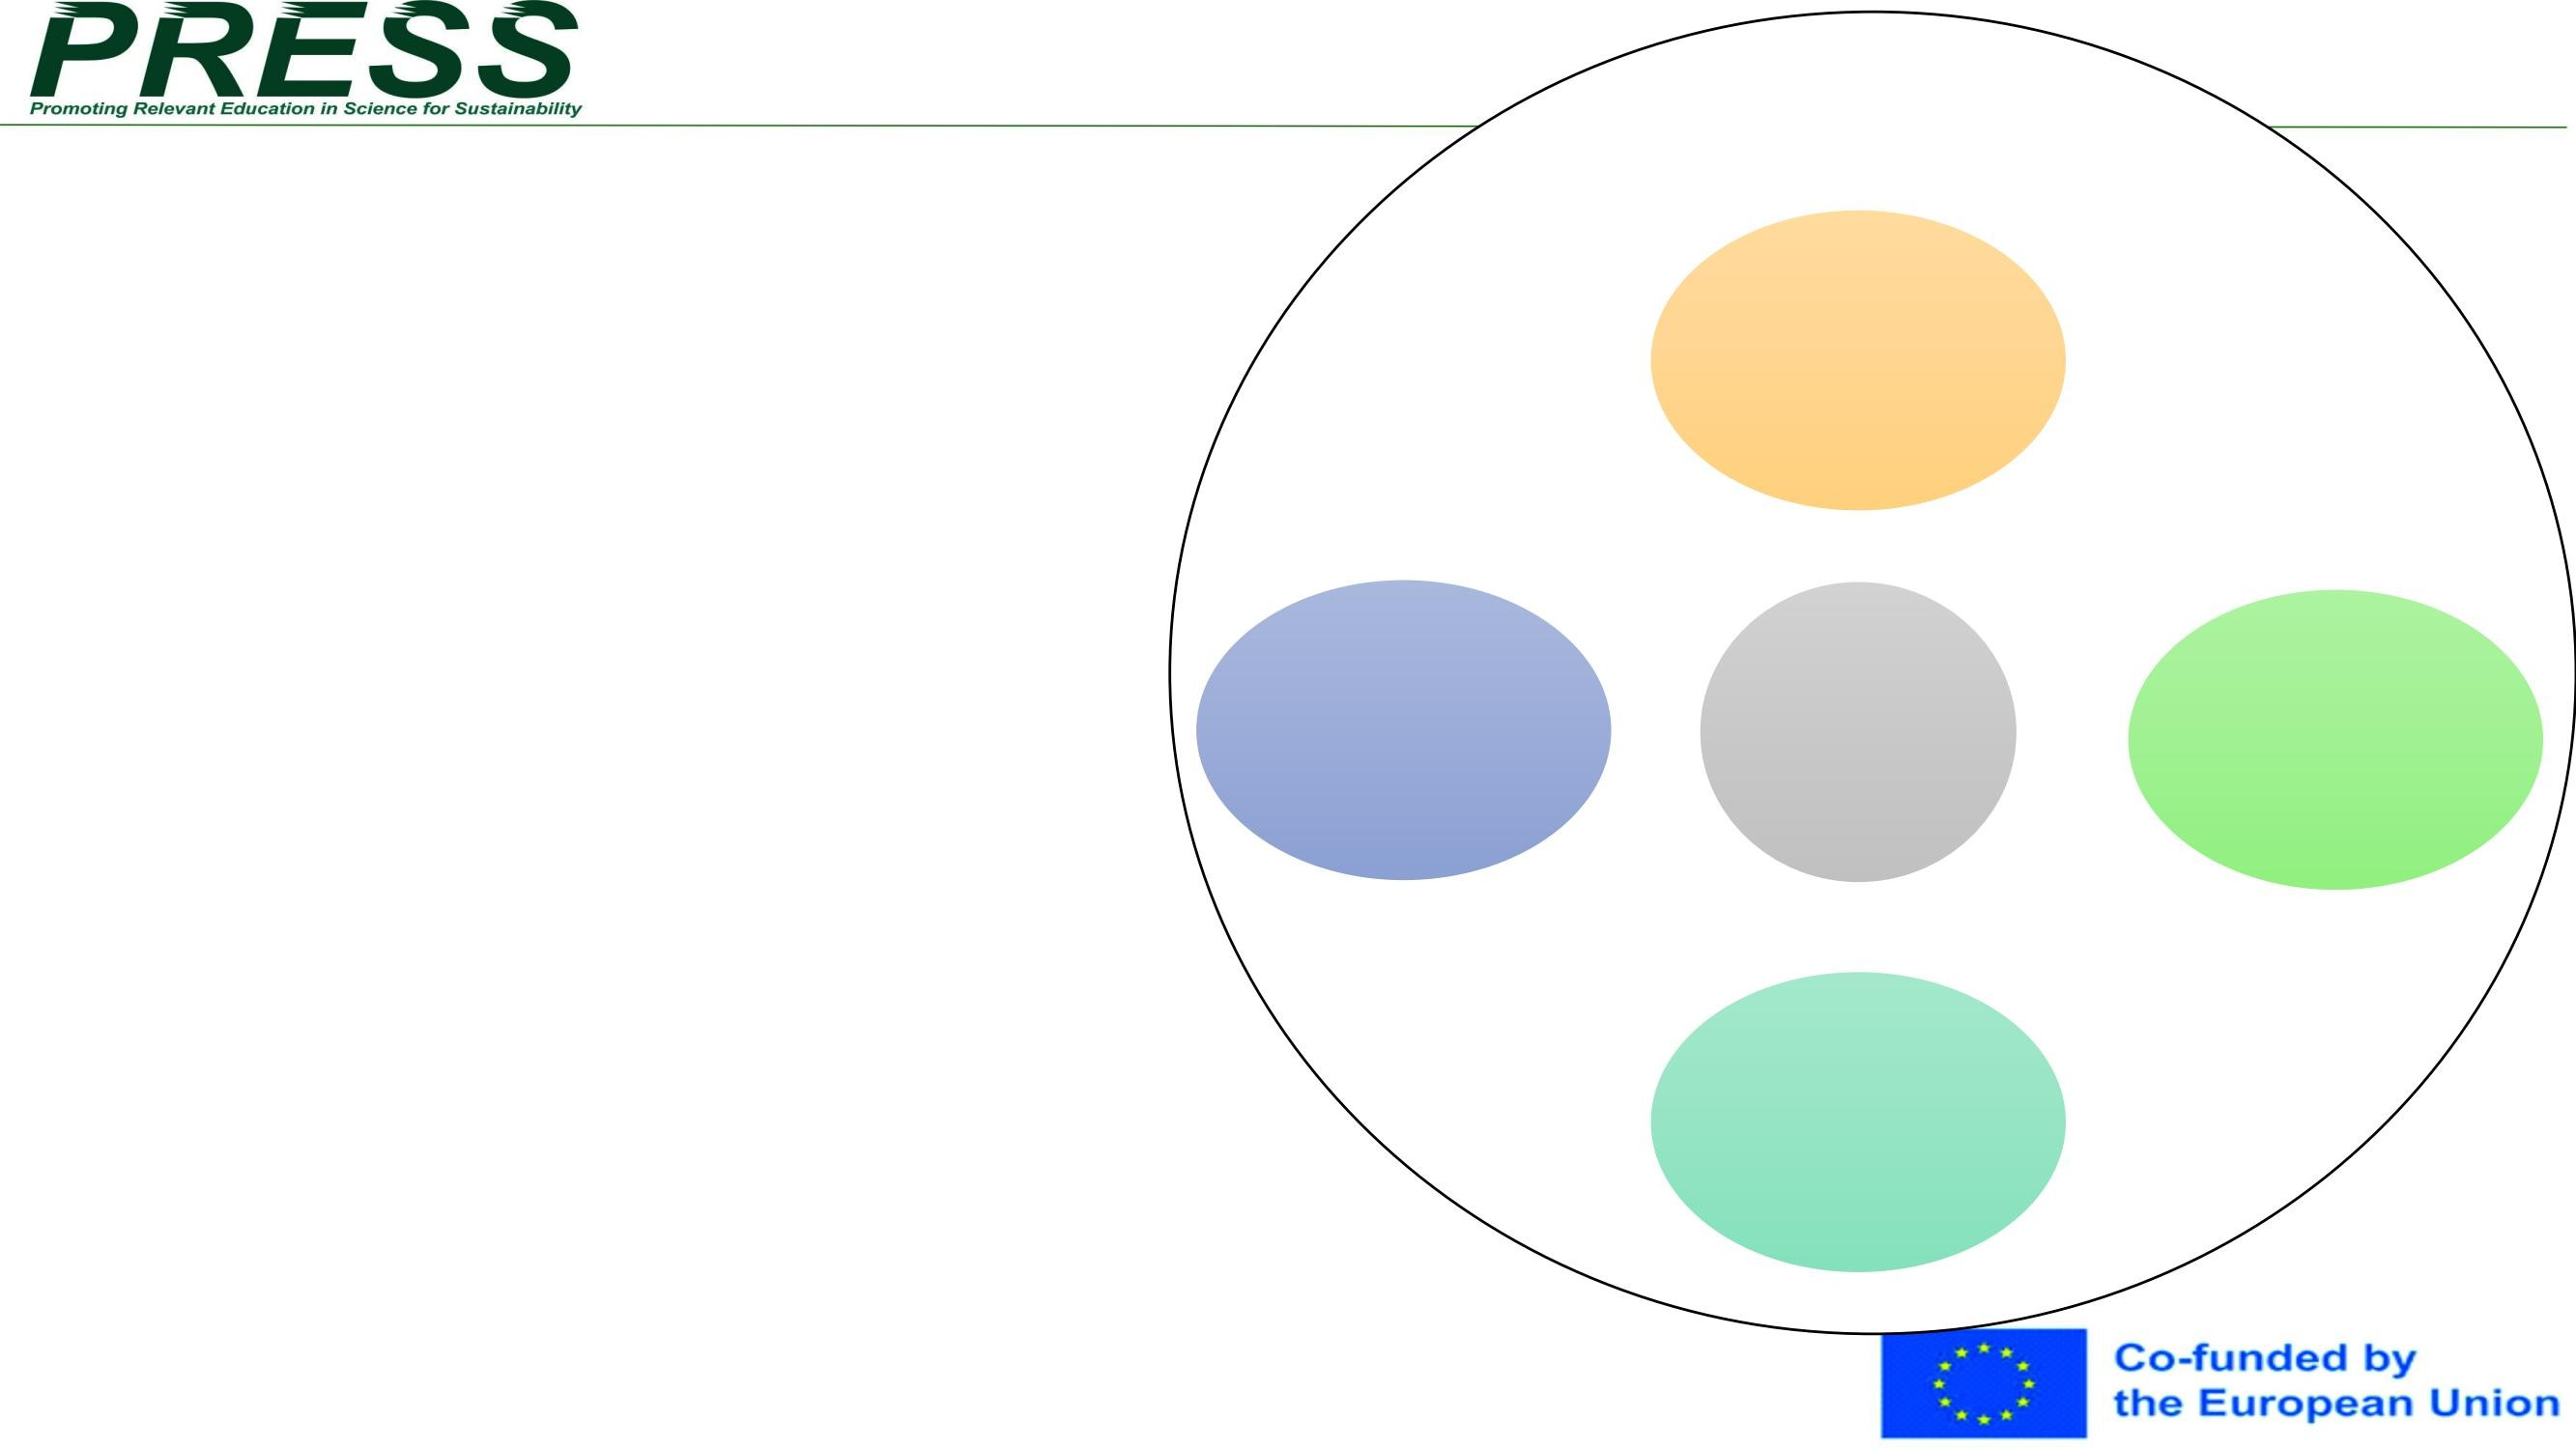 PRESS
Promoting Relevant Education in Science for Sustainability
Co-funded by
the European Union